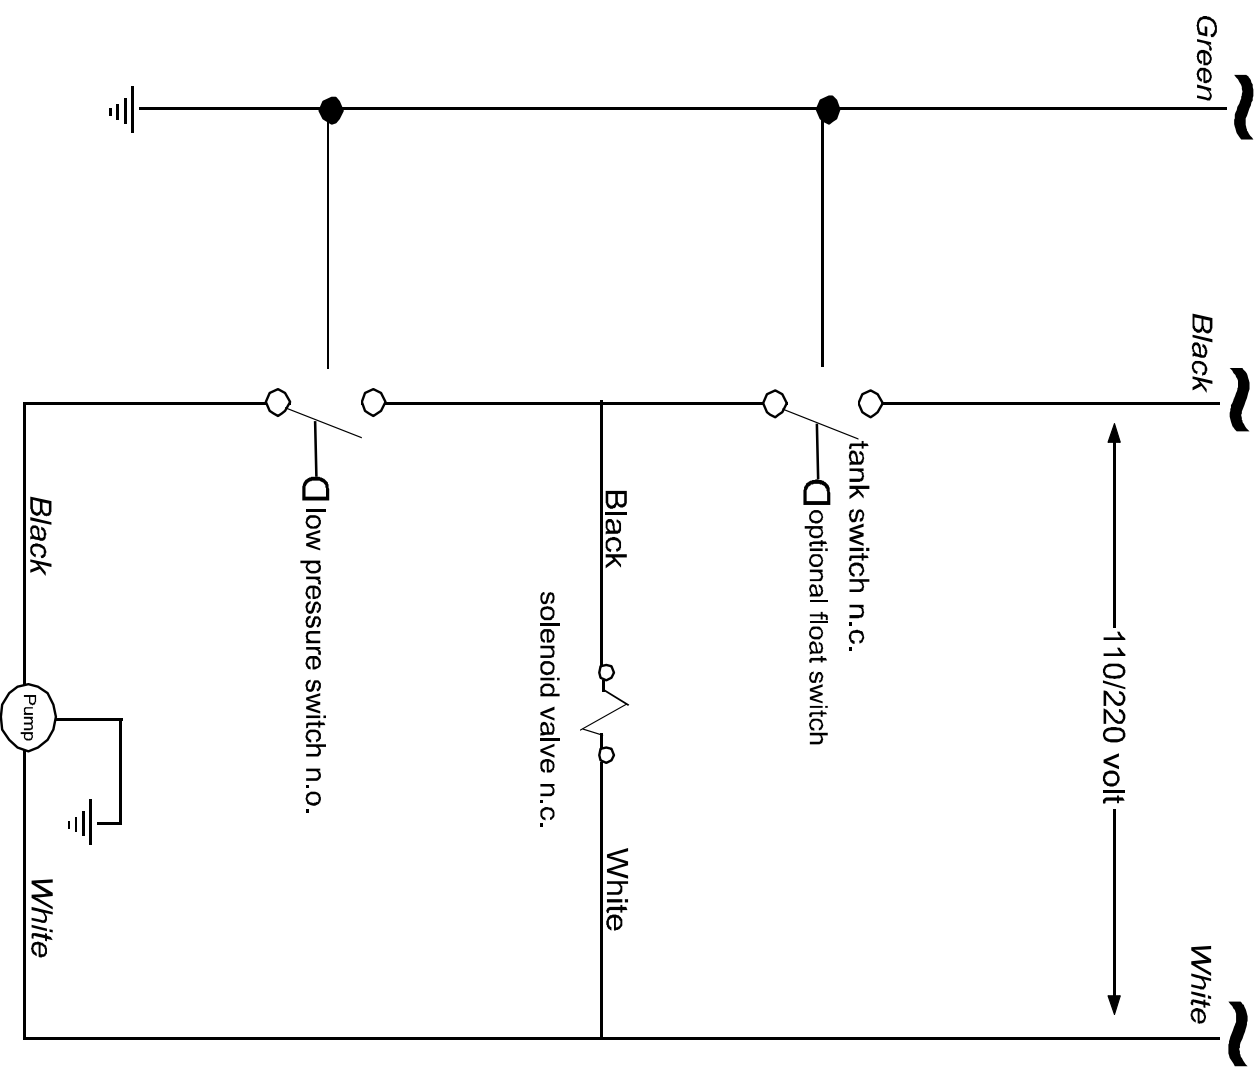 Green
Black
White
110/220 volt
tank switch n.c.
optional float switch
Black
White
solenoid valve n.c.
low pressure switch n.o.
Black
Pump
White